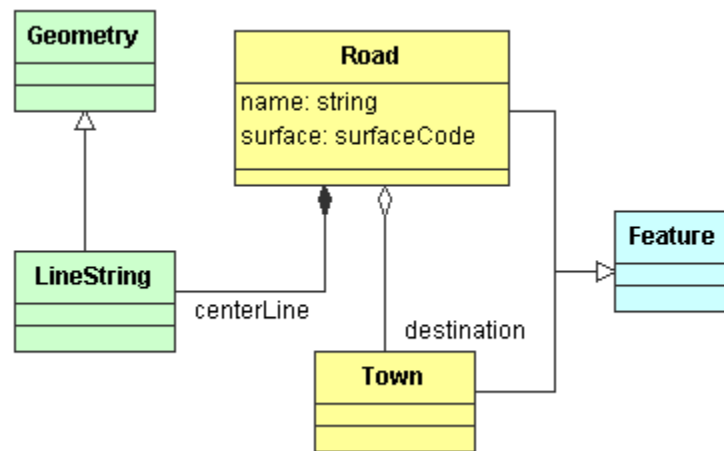 Geometry
Road
name: string
surface: surfaceCode
Feature
LineString
centerLine
destination
Town